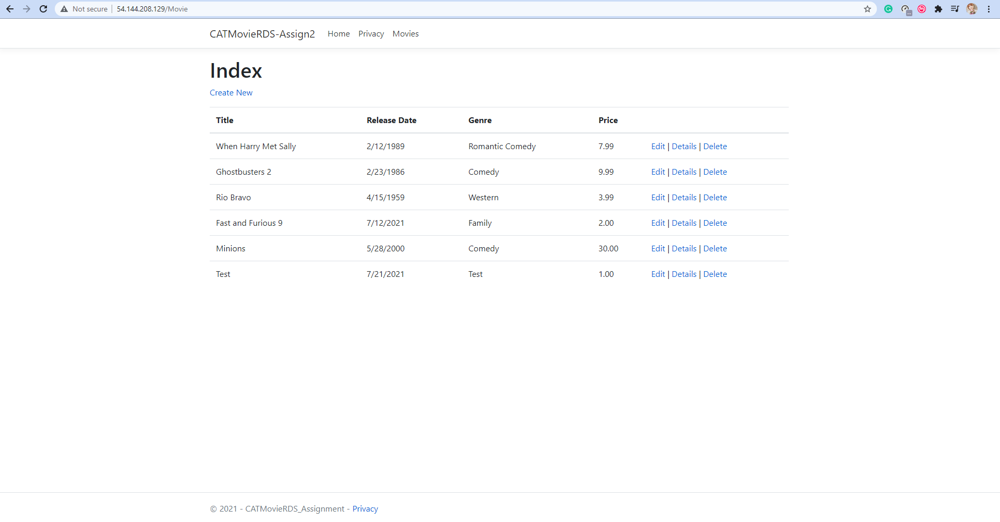 Not secure | 54.144.208.129/Movie
CATMovieRDS-Assign2 Home Privacy Movies
Index
Create New
Title Release Date Genre Price
When Harry Met Sally 2/12/1989 Romantic Comedy 7.99 Edit | Details | Delete
Ghostbusters 2 2/23/1986 Comedy 9.99 Edit | Details | Delete
Rio Bravo 4/15/1959 Western 3.99 Edit | Details | Delete
Fast and Furious 9 7/12/2021 Family 2.00 Edit | Details | Delete
Minions 5/28/2000 Comedy 30.00 Edit | Details | Delete
Test 7/21/2021 Test 1.00 Edit | Details | Delete
© 2021 - CATMovieRDS_Assignment - Privacy